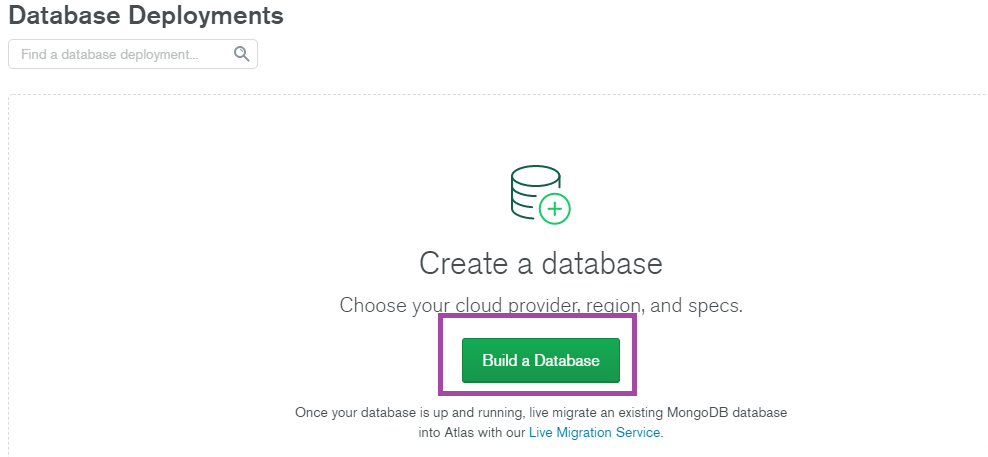 Database Deployments
Find a database deployment...
Create a database
Choose your cloud provider, region, and specs.
Build a Database
Once your database is up and running, live migrate an existing MongoDB database
into Atlas with our Live Migration Service.